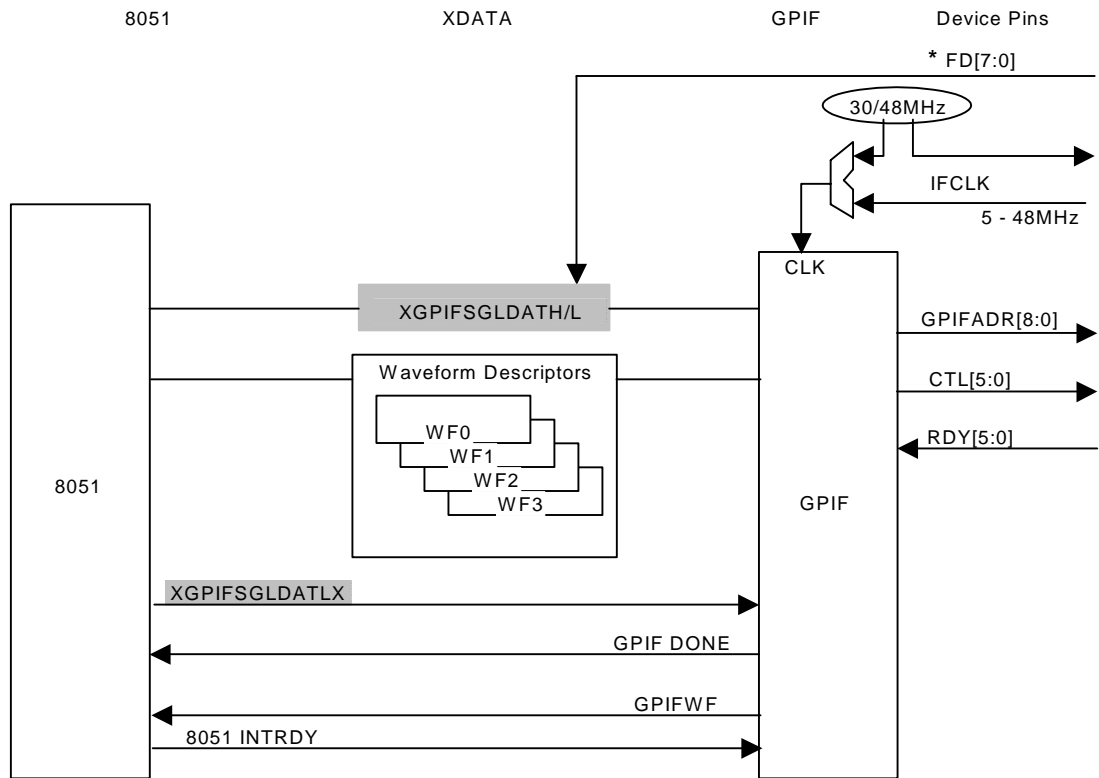 8051 XDATA GPIF Device Pins
* FD[7:0]
30/48MHz
IFCLK
5 - 48MHz
CLK
XGPIFSGLDATH/L
GPIFADR[8:0]
Waveform Descriptors
CTL[5:0]
WF0
RDY[5:0]
WF1
WF2
8051
WF3
GPIF
XGPIFSGLDATLX
GPIF DONE
GPIFWF
8051 INTRDY